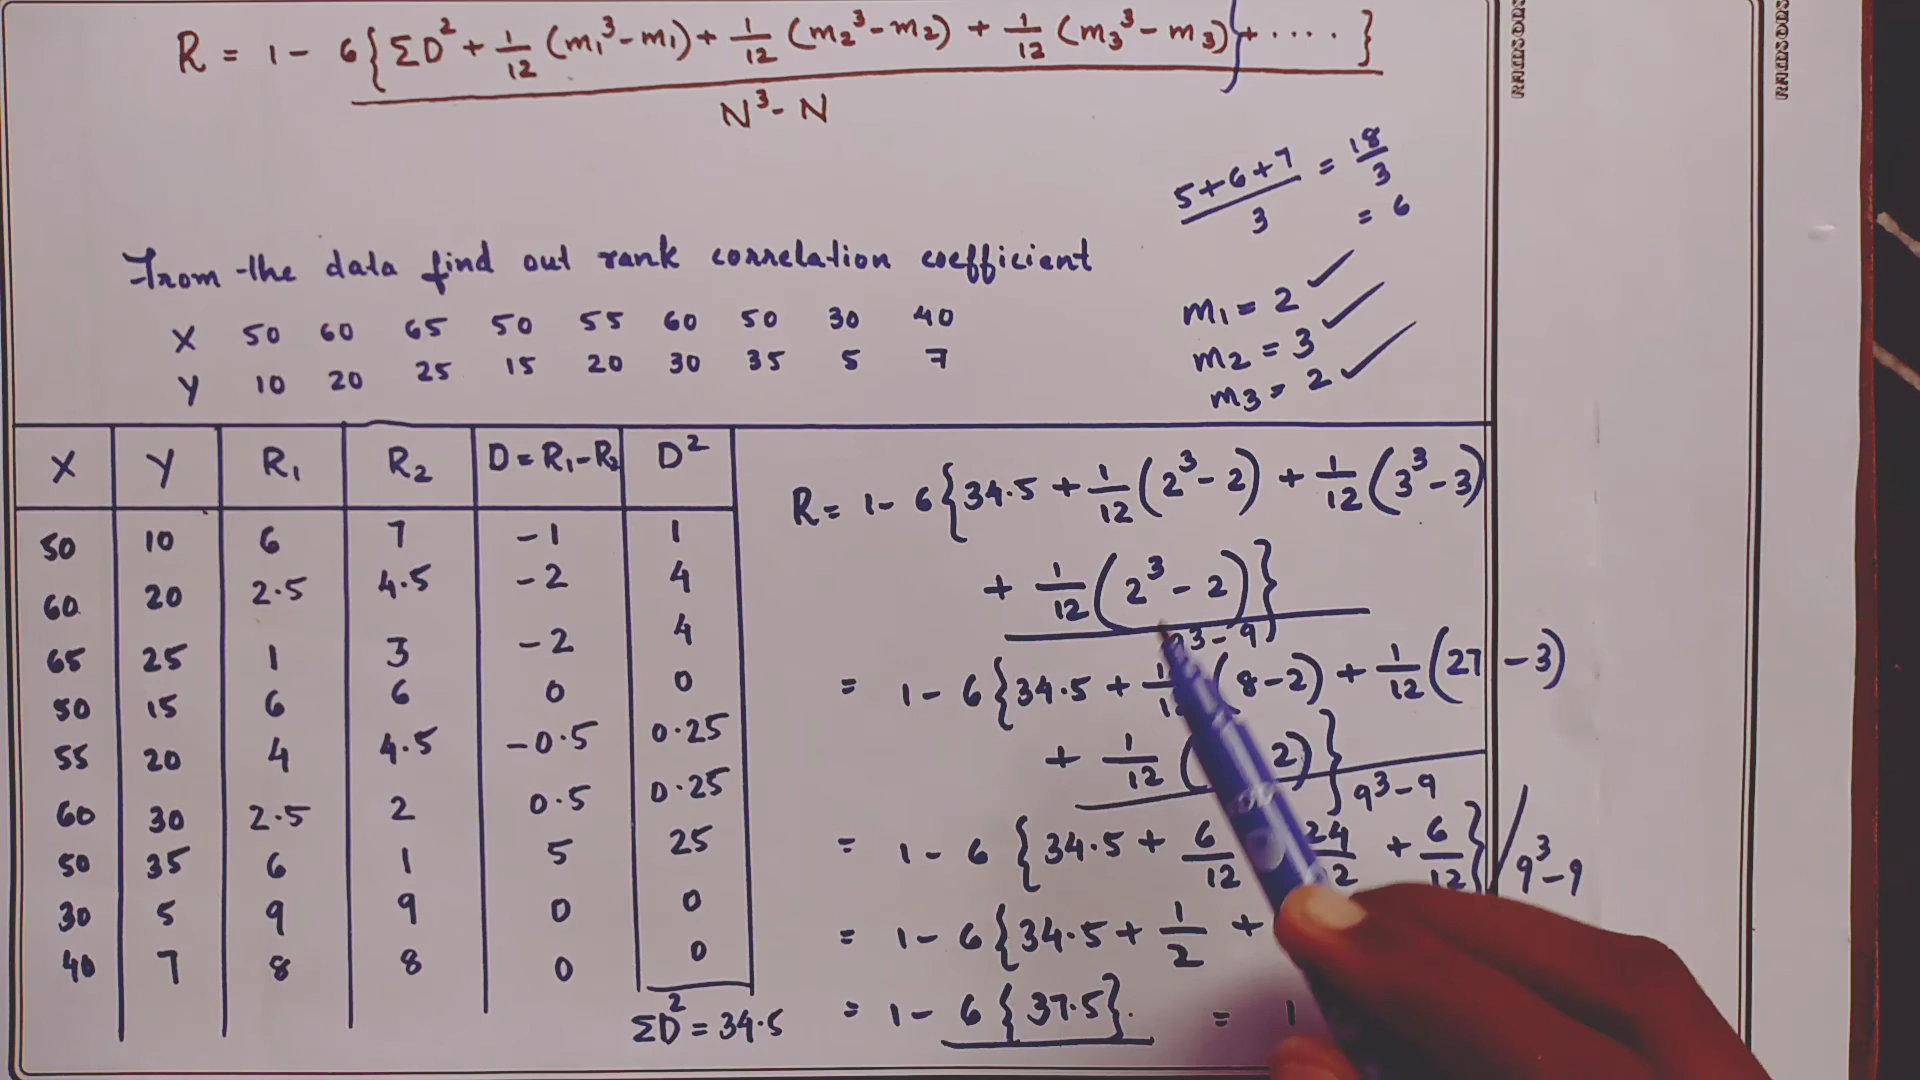 R = 1 - 6{ΣD² + 1/12 (m₁³ - m₁) + 1/12 (m₂³ - m₂) + 1/12 (m₃³ - m₃)} + ....}
N³ - N
5+6+7/3 = 18/3
= 6
From the data find out rank correlation coefficient
X 50 60 65 50 55 60 50 30 40
Y 10 20 25 15 20 30 35 5 7
m₁ = 2 ✓
m₂ = 3 ✓
m₃ = 2 ✓
X Y R₁ R₂ D = R₁-R₂ D²
50 10 6 7 -1 1
60 20 2.5 4.5 -2 4
65 25 1 3 -2 4
50 15 6 6 0 0
55 20 4 4.5 -0.5 0.25
60 30 2.5 2 0.5 0.25
50 35 6 1 5 25
30 5 9 9 0 0
40 7 8 8 0 0
ΣD² = 34.5
R = 1 - 6{34.5 + 1/12 (2³ - 2) + 1/12 (3³ - 3)
+ 1/12 (2³ - 2)}
³ - 9
= 1 - 6{34.5 + (8-2) + 1/12 (27 - 3)
+ 1/12 ( 2)}
9³-9
= 1 - 6 {34.5 + 6/12 24 + 6/12} / 9³-9
= 1 - 6{34.5 + 1/2 +
= 1 - 6{37.5}. = 1